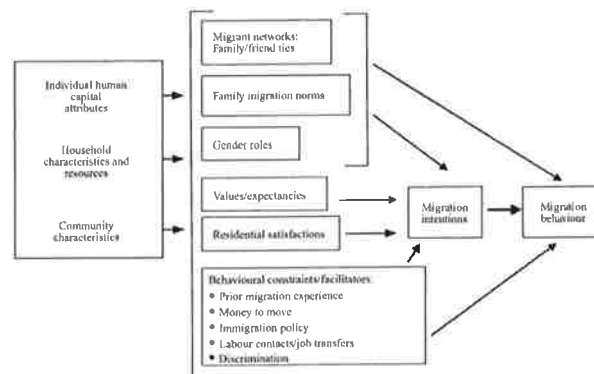 Individual human
capital
attributes
Household
characteristics and
resources
Community
characteristics
Migrant networks:
Family/friend ties
Family migration norms
Gender roles
Values/expectancies
Residential satisfactions
Behavioural constraints/facilitators:
• Prior migration experience
• Money to move
• Immigration policy
• Labour contacts/job transfers
• Discrimination
Migration
intentions
Migration
behaviour